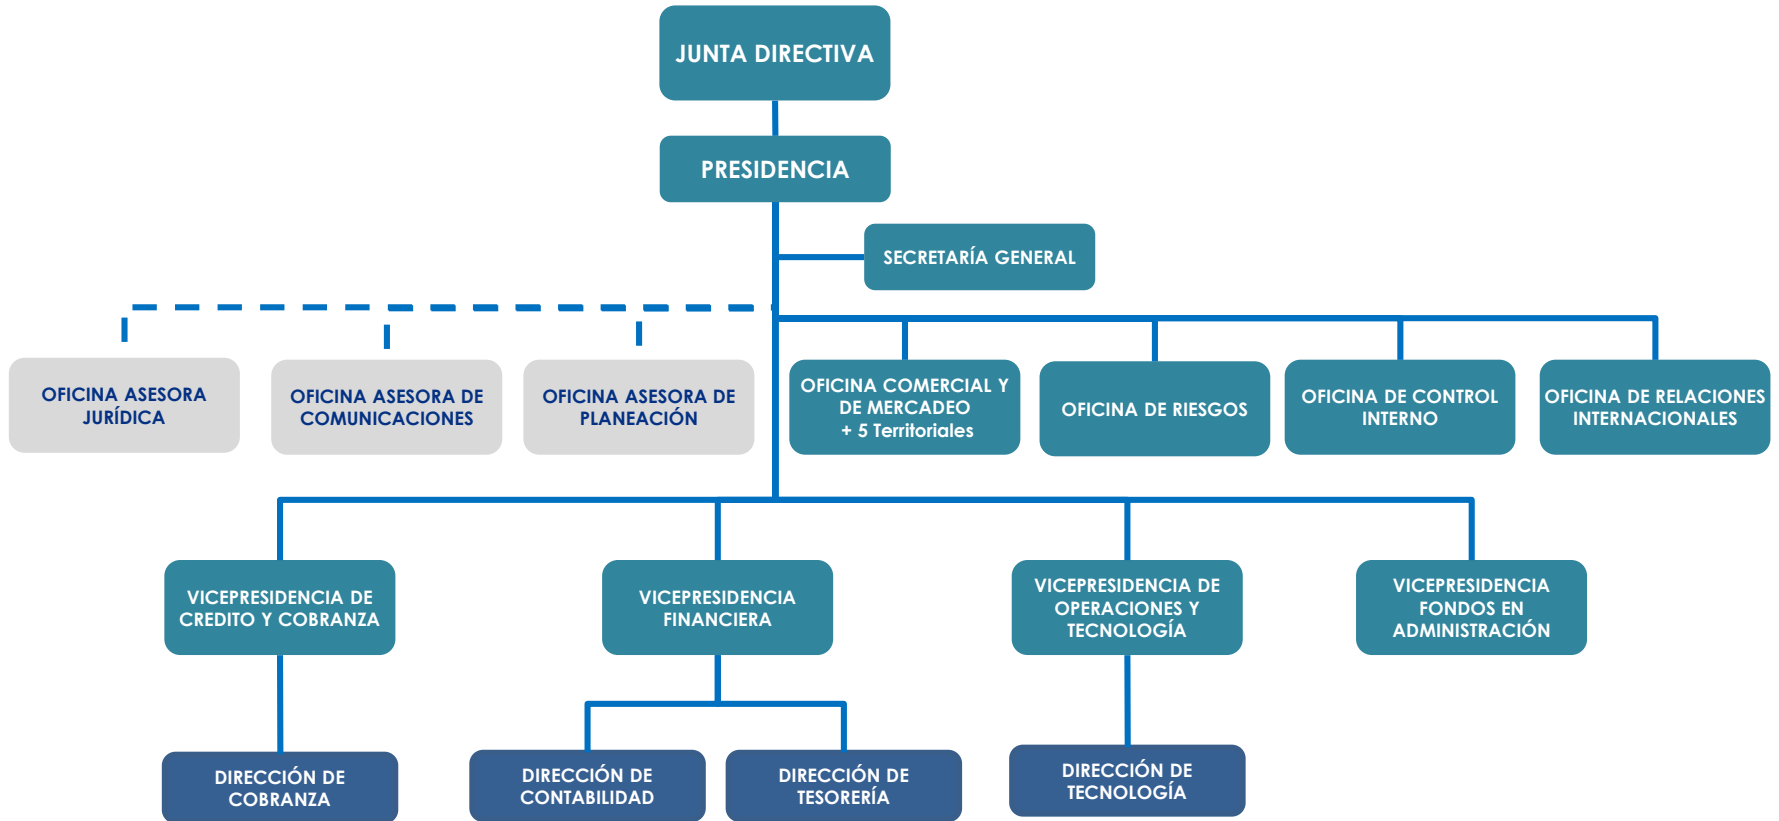 JUNTA DIRECTIVA
PRESIDENCIA
SECRETARÍA GENERAL
OFICINA ASESORA
JURÍDICA
OFICINA ASESORA DE
COMUNICACIONES
OFICINA ASESORA DE
PLANEACIÓN
OFICINA COMERCIAL Y
DE MERCADEO
+ 5 Territoriales
OFICINA DE RIESGOS
OFICINA DE CONTROL
INTERNO
OFICINA DE RELACIONES
INTERNACIONALES
VICEPRESIDENCIA DE
CREDITO Y COBRANZA
VICEPRESIDENCIA
FINANCIERA
VICEPRESIDENCIA DE
OPERACIONES Y
TECNOLOGÍA
VICEPRESIDENCIA
FONDOS EN
ADMINISTRACIÓN
DIRECCIÓN DE
COBRANZA
DIRECCIÓN DE
CONTABILIDAD
DIRECCIÓN DE
TESORERÍA
DIRECCIÓN DE
TECNOLOGÍA